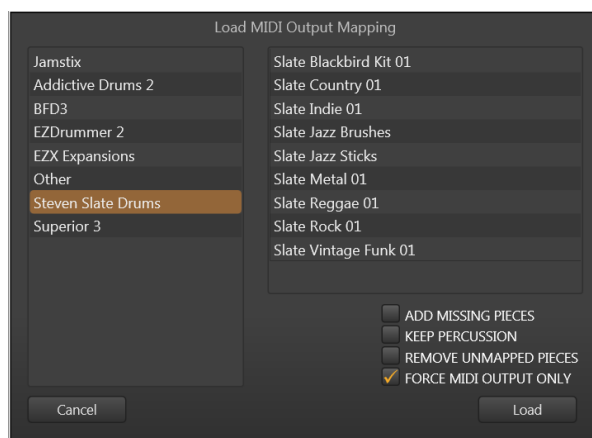 Load MIDI Output Mapping
Jamstix
Addictive Drums 2
BFD3
EZDrummer 2
EZX Expansions
Other
Steven Slate Drums
Superior 3
Slate Blackbird Kit 01
Slate Country 01
Slate Indie 01
Slate Jazz Brushes
Slate Jazz Sticks
Slate Metal 01
Slate Reggae 01
Slate Rock 01
Slate Vintage Funk 01
ADD MISSING PIECES
KEEP PERCUSSION
REMOVE UNMAPPED PIECES
FORCE MIDI OUTPUT ONLY
Cancel
Load